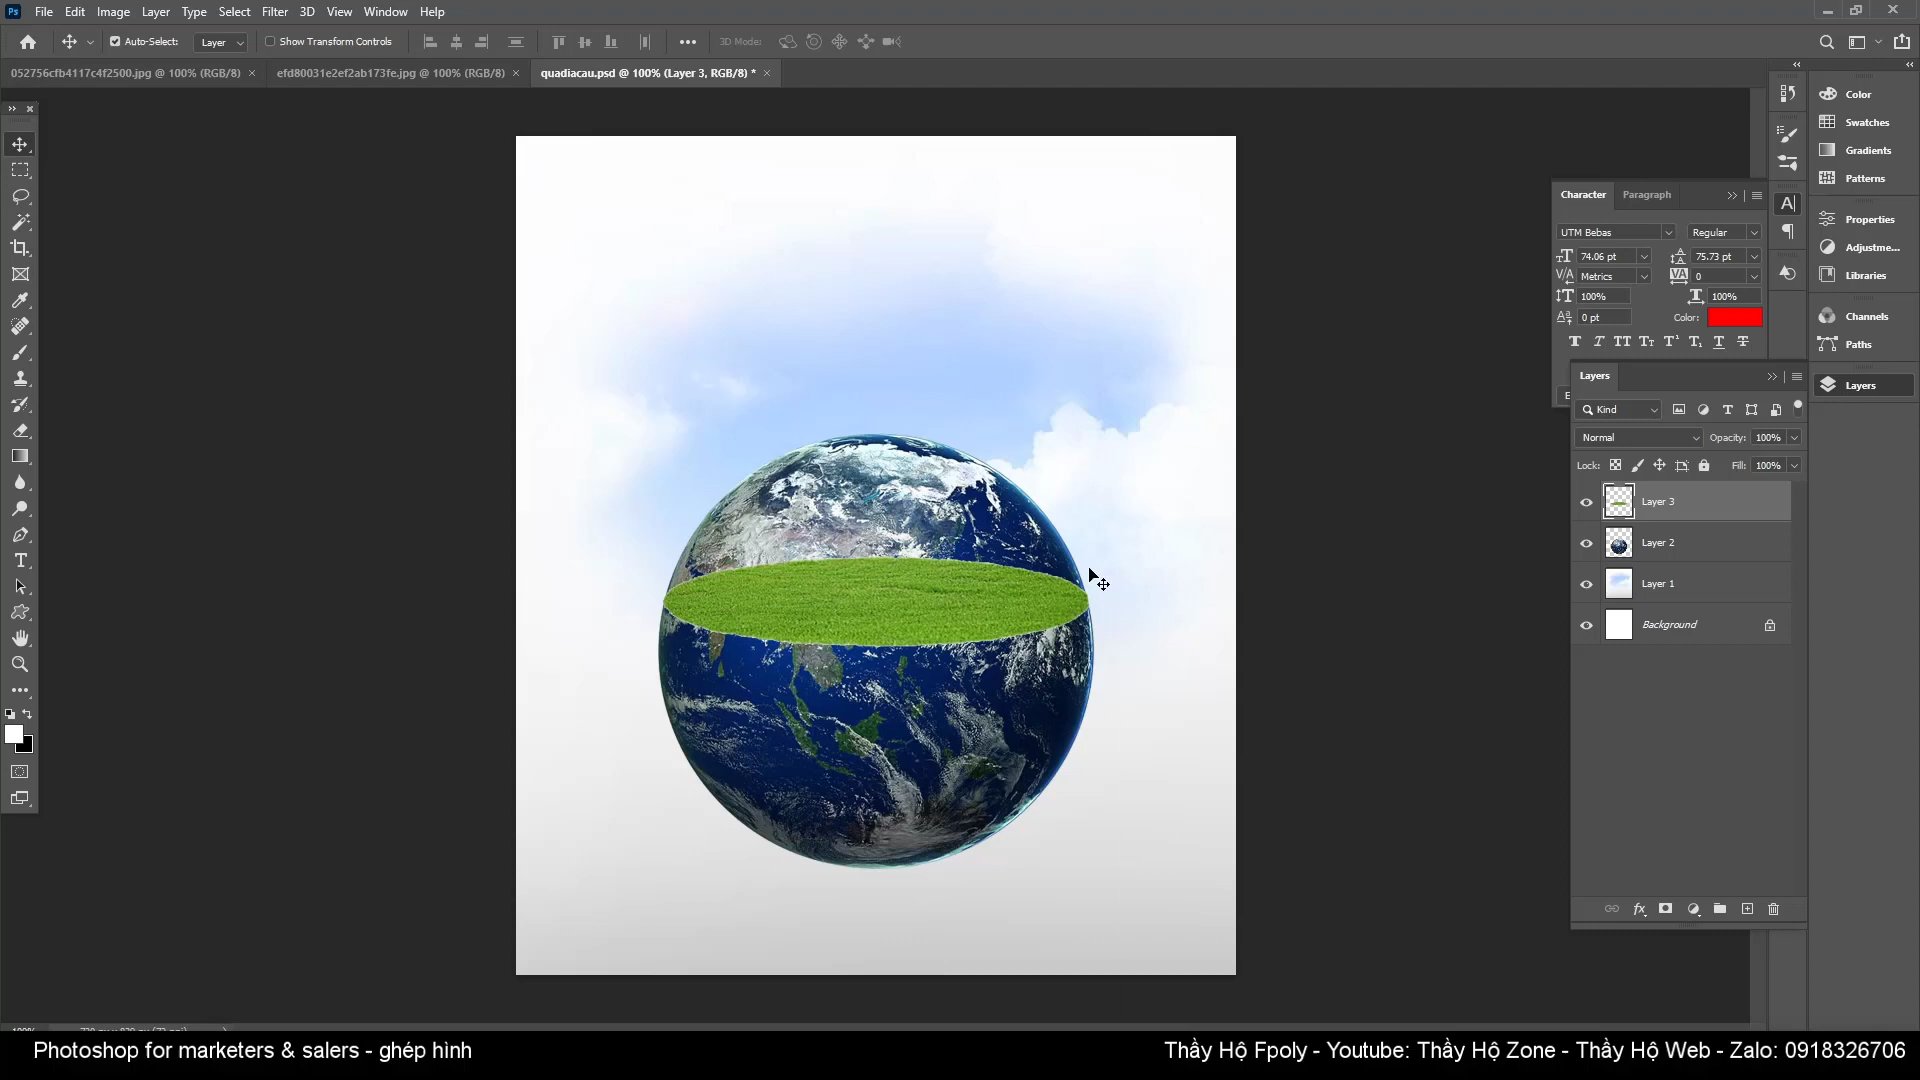 Ps File Edit Image Layer Type Select Filter 3D View Window Help
Auto-Select: Layer Show Transform Controls 3D Mode:
052756cfb4117c4f2500.jpg @ 100% (RGB/8) × efd80031e2ef2ab173fe.jpg @ 100% (RGB/8) × quadiacau.psd @ 100% (Layer 3, RGB/8) * ×
Color
Swatches
Gradients
Patterns
Properties
Adjustme...
Libraries
Channels
Paths
Layers
Character Paragraph
UTM Bebas Regular
74.06 pt 75.73 pt
Metrics 0
100% 100%
0 pt Color:
Layers
Kind
Normal Opacity: 100%
Lock: Fill: 100%
Layer 3
Layer 2
Layer 1
Background
fx
Photoshop for marketers & salers - ghép hình
Thầy Hộ Fpoly - Youtube: Thầy Hộ Zone - Thầy Hộ Web - Zalo: 0918326706